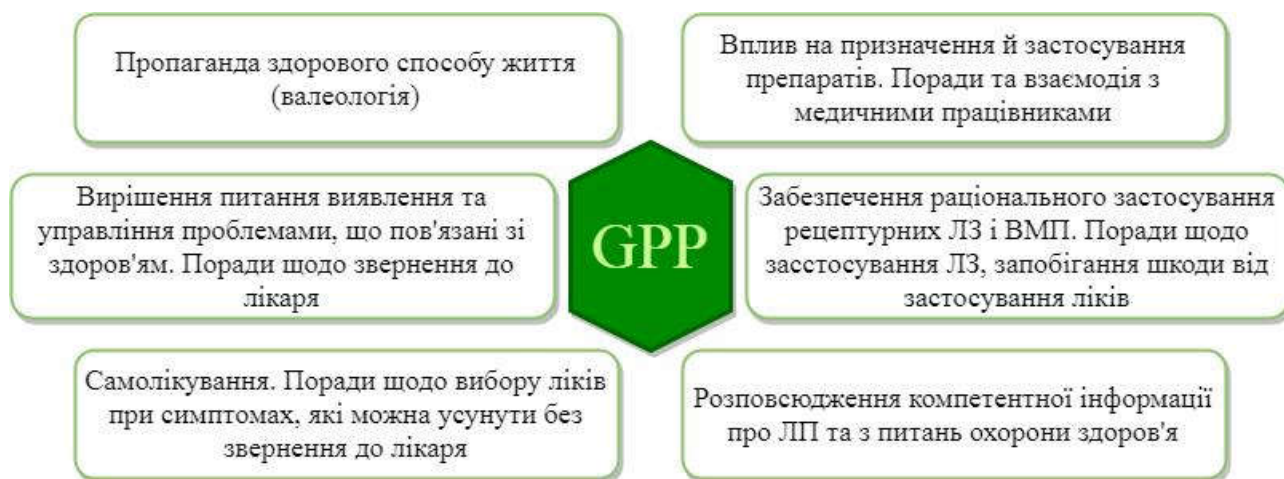 Пропаганда здорового способу життя
(валеологія)
Вплив на призначення й застосування
препаратів. Поради та взаємодія з
медичними працівниками
Вирішення питання виявлення та
управління проблемами, що пов'язані зі
здоров'ям. Поради щодо звернення до
лікаря
GPP
Забезпечення раціонального застосування
рецептурних ЛЗ і ВМП. Поради щодо
засстосування ЛЗ, запобігання шкоди від
застосування ліків
Самолікування. Поради щодо вибору ліків
при симптомах, які можна усунути без
звернення до лікаря
Розповсюдження компетентної інформації
про ЛП та з питань охорони здоров'я